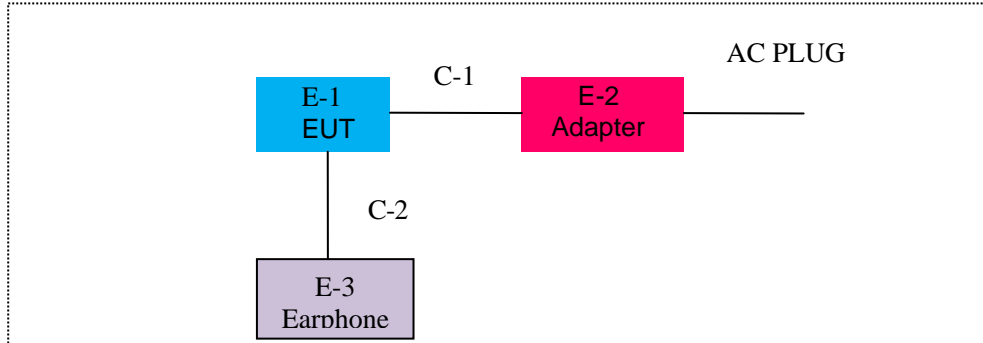 AC PLUG
C-1
E-1
EUT
E-2
Adapter
C-2
E-3
Earphone